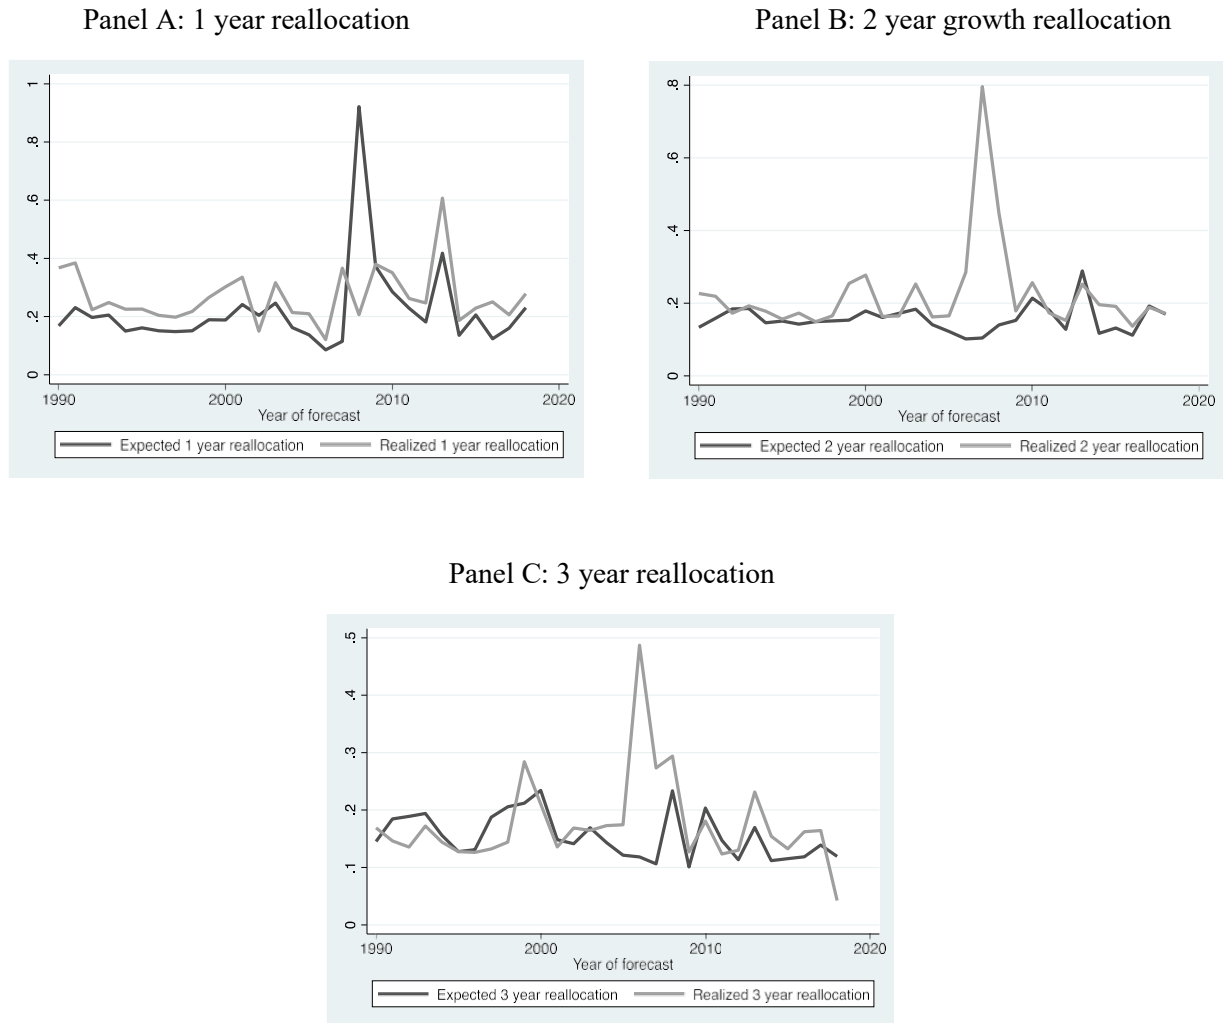 Panel A: 1 year reallocation
1
.8
.6
.4
.2
0
1990 2000 2010 2020
Year of forecast
Expected 1 year reallocation Realized 1 year reallocation
Panel B: 2 year growth reallocation
.8
.6
.4
.2
0
1990 2000 2010 2020
Year of forecast
Expected 2 year reallocation Realized 2 year reallocation
Panel C: 3 year reallocation
.5
.4
.3
.2
.1
0
1990 2000 2010 2020
Year of forecast
Expected 3 year reallocation Realized 3 year reallocation